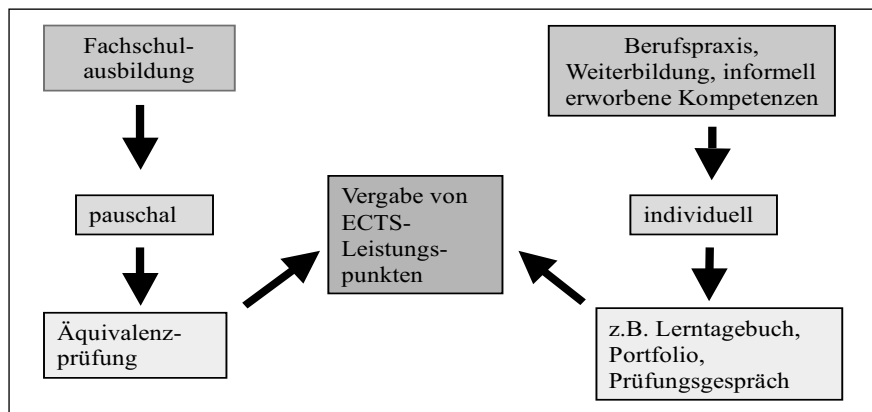 Fachschul-
ausbildung
pauschal
Äquivalenz-
prüfung
Vergabe von
ECTS-
Leistungs-
punkten
Berufspraxis,
Weiterbildung, informell
erworbene Kompetenzen
individuell
z.B. Lerntagebuch,
Portfolio,
Prüfungsgespräch